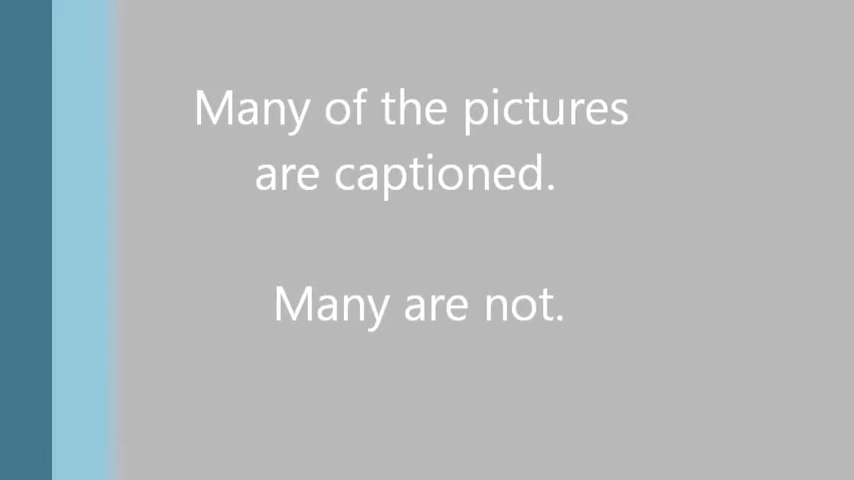 Many of the pictures
are captioned.
Many are not.